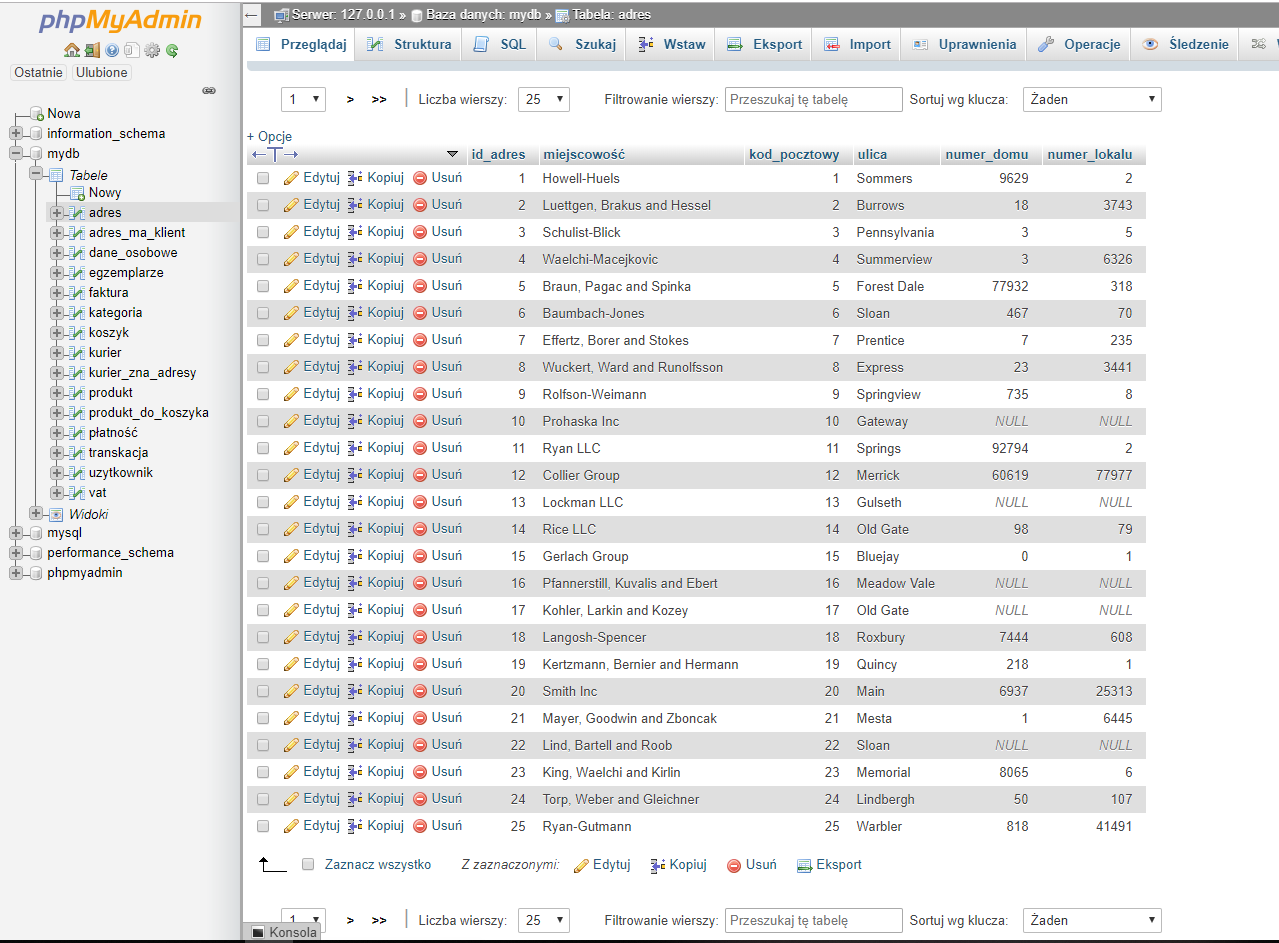 phpMyAdmin
Ostatnie Ulubione
Nowa
information_schema
mydb
Tabele
Nowy
adres
adres_ma_klient
dane_osobowe
egzemplarze
faktura
kategoria
koszyk
kurier
kurier_zna_adresy
produkt
produkt_do_koszyka
płatność
transkacja
uzytkownik
vat
Widoki
mysql
performance_schema
phpmyadmin
Serwer: 127.0.0.1 » Baza danych: mydb » Tabela: adres
Przeglądaj Struktura SQL Szukaj Wstaw Eksport Import Uprawnienia Operacje Śledzenie
1 > >> Liczba wierszy: 25 Filtrowanie wierszy: Przeszukaj tę tabelę Sortuj wg klucza: Żaden
+ Opcje
←T→ id_adres miejscowość kod_pocztowy ulica numer_domu numer_lokalu
Edytuj Kopiuj Usuń 1 Howell-Huels 1 Sommers 9629 2
Edytuj Kopiuj Usuń 2 Luettgen, Brakus and Hessel 2 Burrows 18 3743
Edytuj Kopiuj Usuń 3 Schulist-Blick 3 Pennsylvania 3 5
Edytuj Kopiuj Usuń 4 Waelchi-Macejkovic 4 Summerview 3 6326
Edytuj Kopiuj Usuń 5 Braun, Pagac and Spinka 5 Forest Dale 77932 318
Edytuj Kopiuj Usuń 6 Baumbach-Jones 6 Sloan 467 70
Edytuj Kopiuj Usuń 7 Effertz, Borer and Stokes 7 Prentice 7 235
Edytuj Kopiuj Usuń 8 Wuckert, Ward and Runolfsson 8 Express 23 3441
Edytuj Kopiuj Usuń 9 Rolfson-Weimann 9 Springview 735 8
Edytuj Kopiuj Usuń 10 Prohaska Inc 10 Gateway NULL NULL
Edytuj Kopiuj Usuń 11 Ryan LLC 11 Springs 92794 2
Edytuj Kopiuj Usuń 12 Collier Group 12 Merrick 60619 77977
Edytuj Kopiuj Usuń 13 Lockman LLC 13 Gulseth NULL NULL
Edytuj Kopiuj Usuń 14 Rice LLC 14 Old Gate 98 79
Edytuj Kopiuj Usuń 15 Gerlach Group 15 Bluejay 0 1
Edytuj Kopiuj Usuń 16 Pfannerstill, Kuvalis and Ebert 16 Meadow Vale NULL NULL
Edytuj Kopiuj Usuń 17 Kohler, Larkin and Kozey 17 Old Gate NULL NULL
Edytuj Kopiuj Usuń 18 Langosh-Spencer 18 Roxbury 7444 608
Edytuj Kopiuj Usuń 19 Kertzmann, Bernier and Hermann 19 Quincy 218 1
Edytuj Kopiuj Usuń 20 Smith Inc 20 Main 6937 25313
Edytuj Kopiuj Usuń 21 Mayer, Goodwin and Zboncak 21 Mesta 1 6445
Edytuj Kopiuj Usuń 22 Lind, Bartell and Roob 22 Sloan NULL NULL
Edytuj Kopiuj Usuń 23 King, Waelchi and Kirlin 23 Memorial 8065 6
Edytuj Kopiuj Usuń 24 Torp, Weber and Gleichner 24 Lindbergh 50 107
Edytuj Kopiuj Usuń 25 Ryan-Gutmann 25 Warbler 818 41491
Zaznacz wszystko Z zaznaczonymi: Edytuj Kopiuj Usuń Eksport
1 > >> Liczba wierszy: 25 Filtrowanie wierszy: Przeszukaj tę tabelę Sortuj wg klucza: Żaden
Konsola